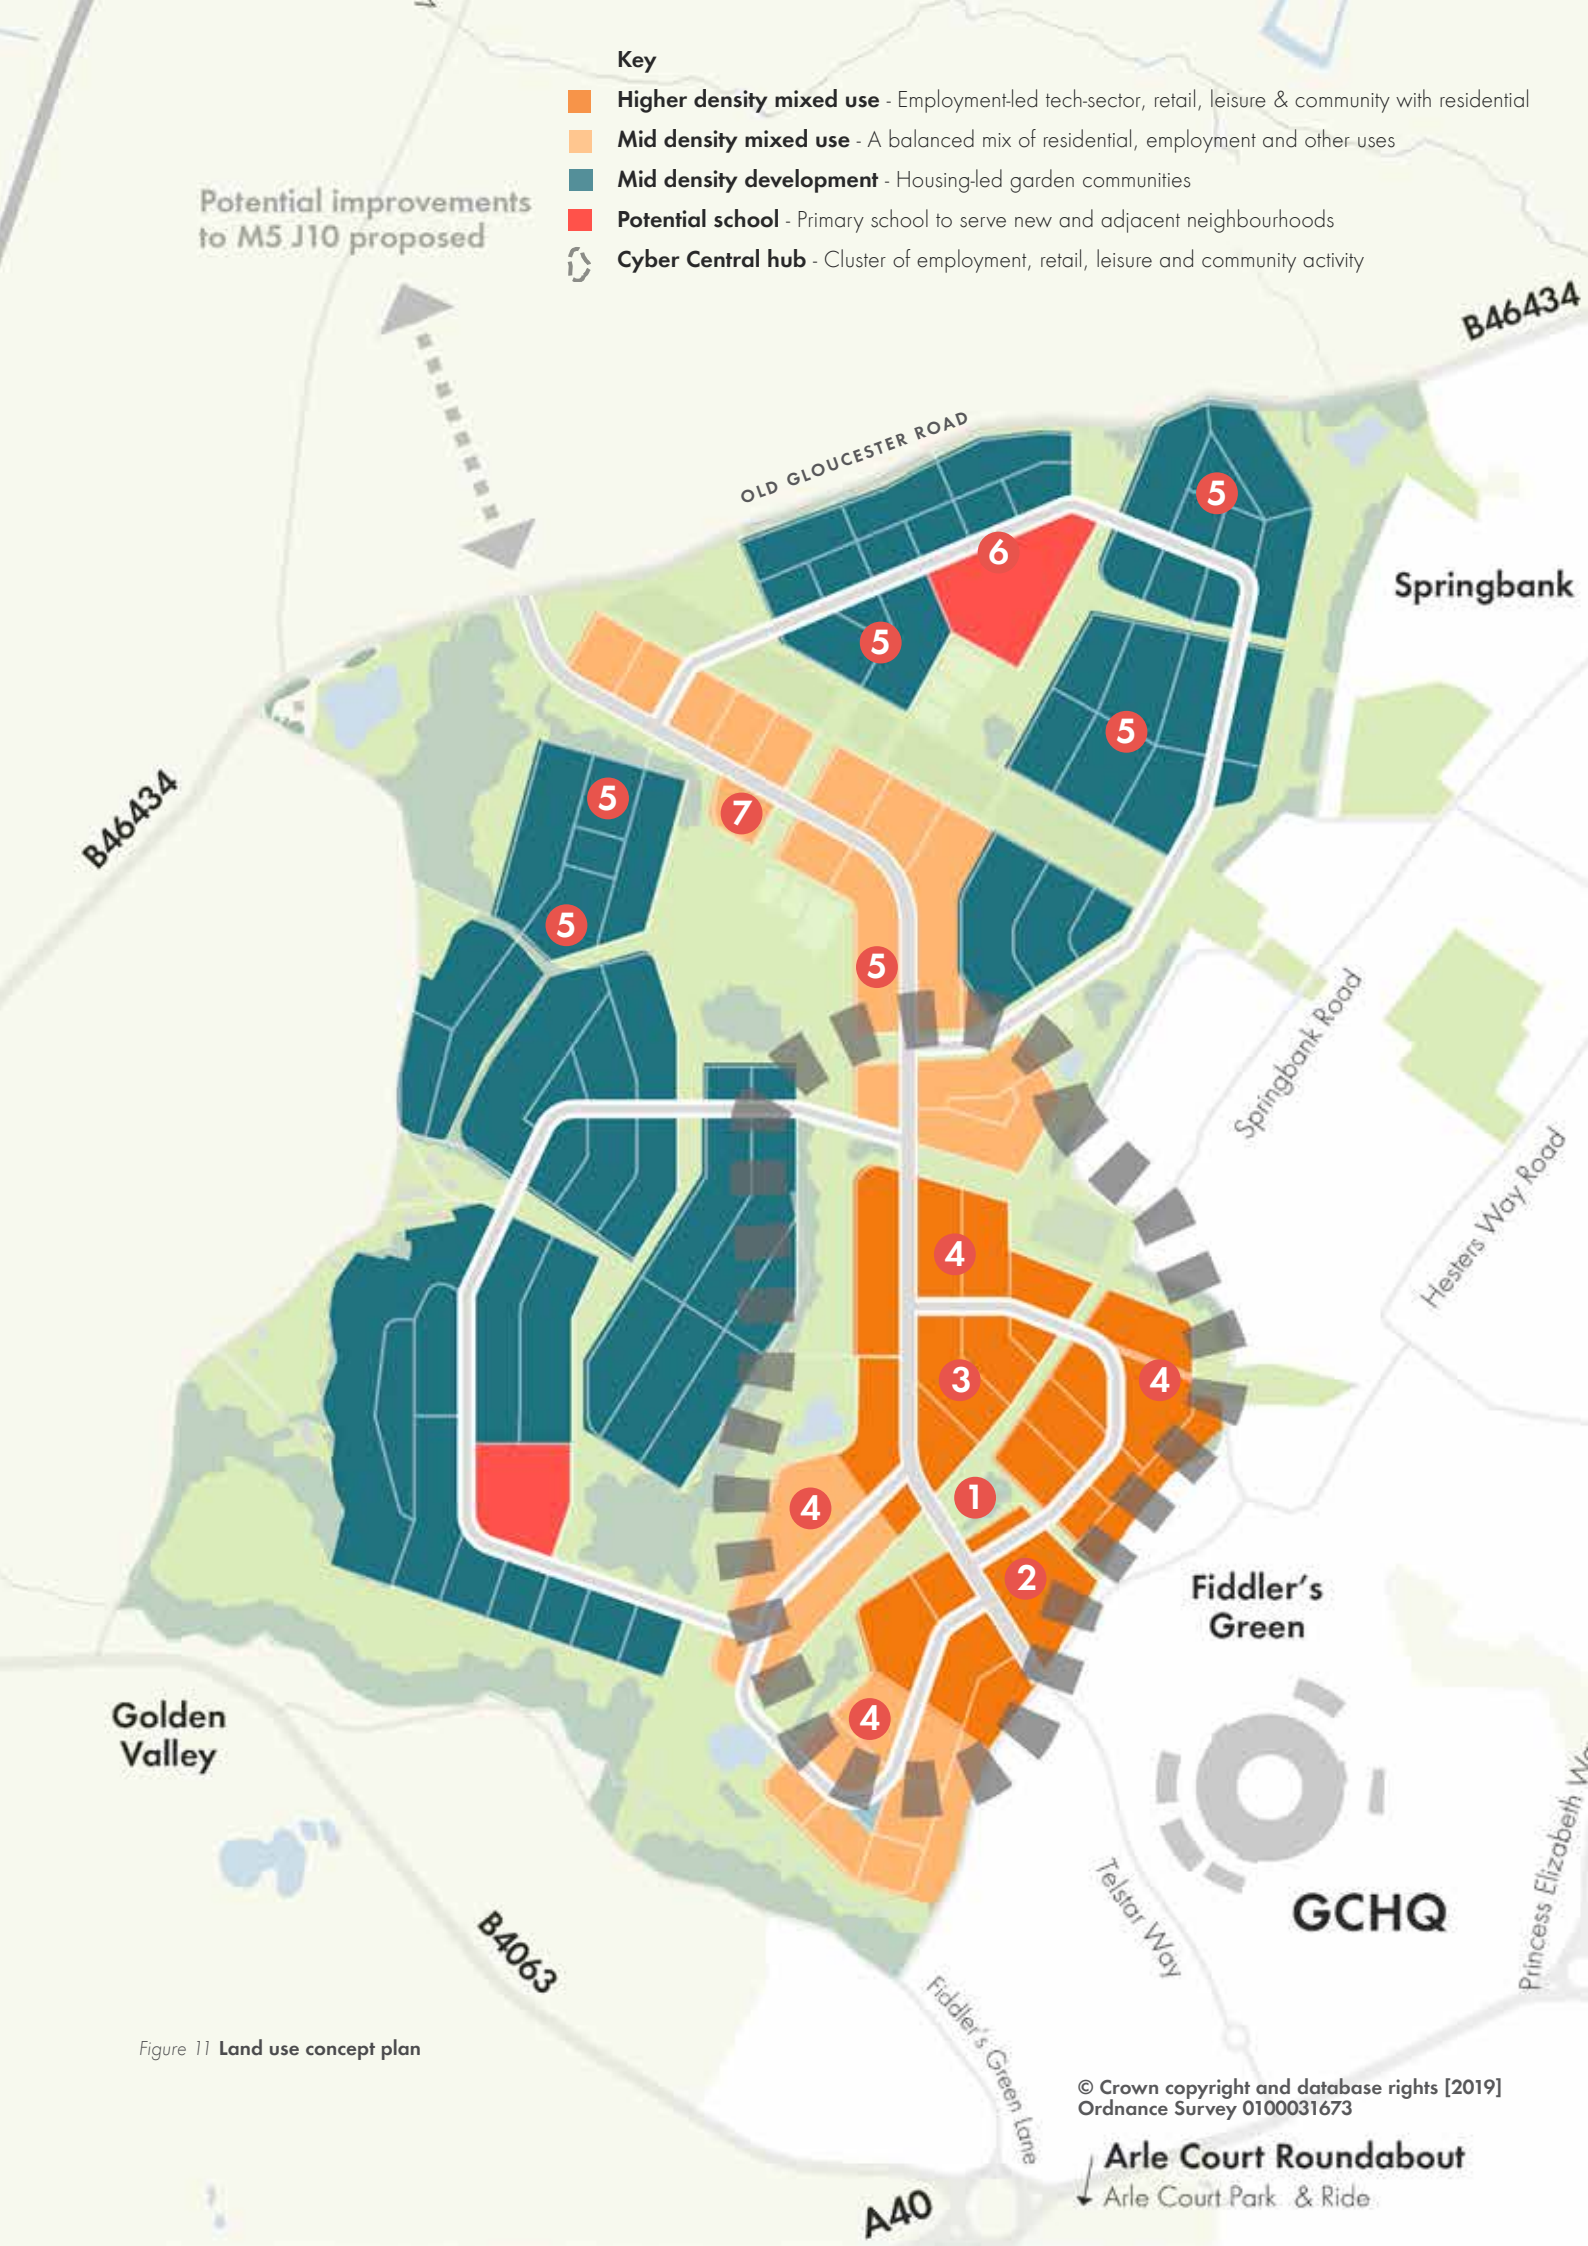 Key
Higher density mixed use - Employment-led tech-sector, retail, leisure & community with residential
Mid density mixed use - A balanced mix of residential, employment and other uses
Mid density development - Housing-led garden communities
Potential school - Primary school to serve new and adjacent neighbourhoods
Cyber Central hub - Cluster of employment, retail, leisure and community activity
Potential improvements
to M5 J10 proposed
B46434
OLD GLOUCESTER ROAD
5
6
Springbank
5
5
B46434
5
7
5
5
Springbank Road
Hesters Way Road
4
3
4
1
4
2
Fiddler's
Green
Golden
Valley
4
GCHQ
Princess Elizabeth
Telstar Way
B4063
Fiddler's Green Lane
Figure 11 Land use concept plan
© Crown copyright and database rights [2019]
Ordnance Survey 0100031673
Arle Court Roundabout
Arle Court Park & Ride
A40